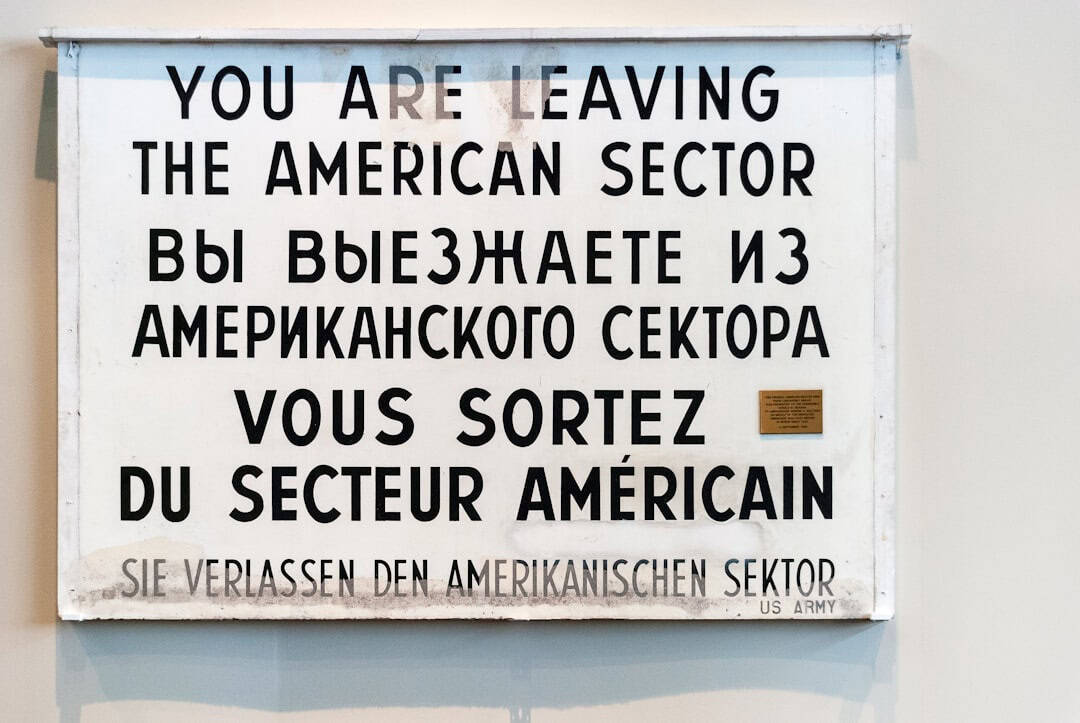 YOU ARE LEAVING
THE AMERICAN SECTOR
ВЫ ВЫЕЗЖАЕТЕ ИЗ
АМЕРИКАНСКОГО СЕКТОРА
VOUS SORTEZ
DU SECTEUR AMÉRICAIN
SIE VERLASSEN DEN AMERIKANISCHEN SEKTOR
US ARMY